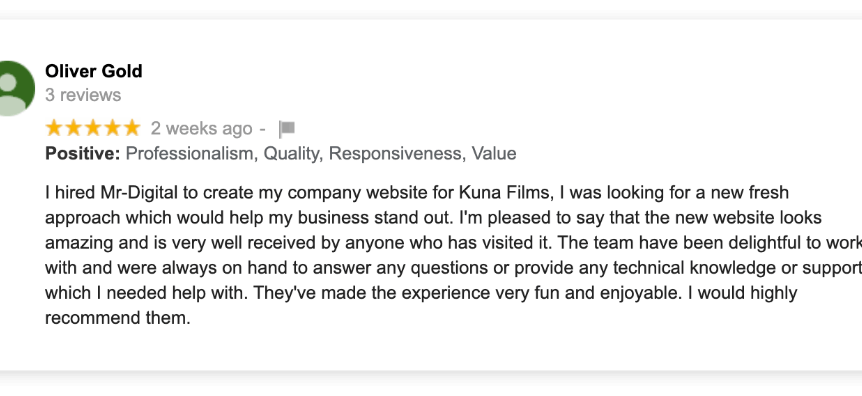 Oliver Gold
3 reviews
2 weeks ago -
Positive: Professionalism, Quality, Responsiveness, Value
I hired Mr-Digital to create my company website for Kuna Films, I was looking for a new fresh
approach which would help my business stand out. I'm pleased to say that the new website looks
amazing and is very well received by anyone who has visited it. The team have been delightful to work
with and were always on hand to answer any questions or provide any technical knowledge or support
which I needed help with. They've made the experience very fun and enjoyable. I would highly
recommend them.